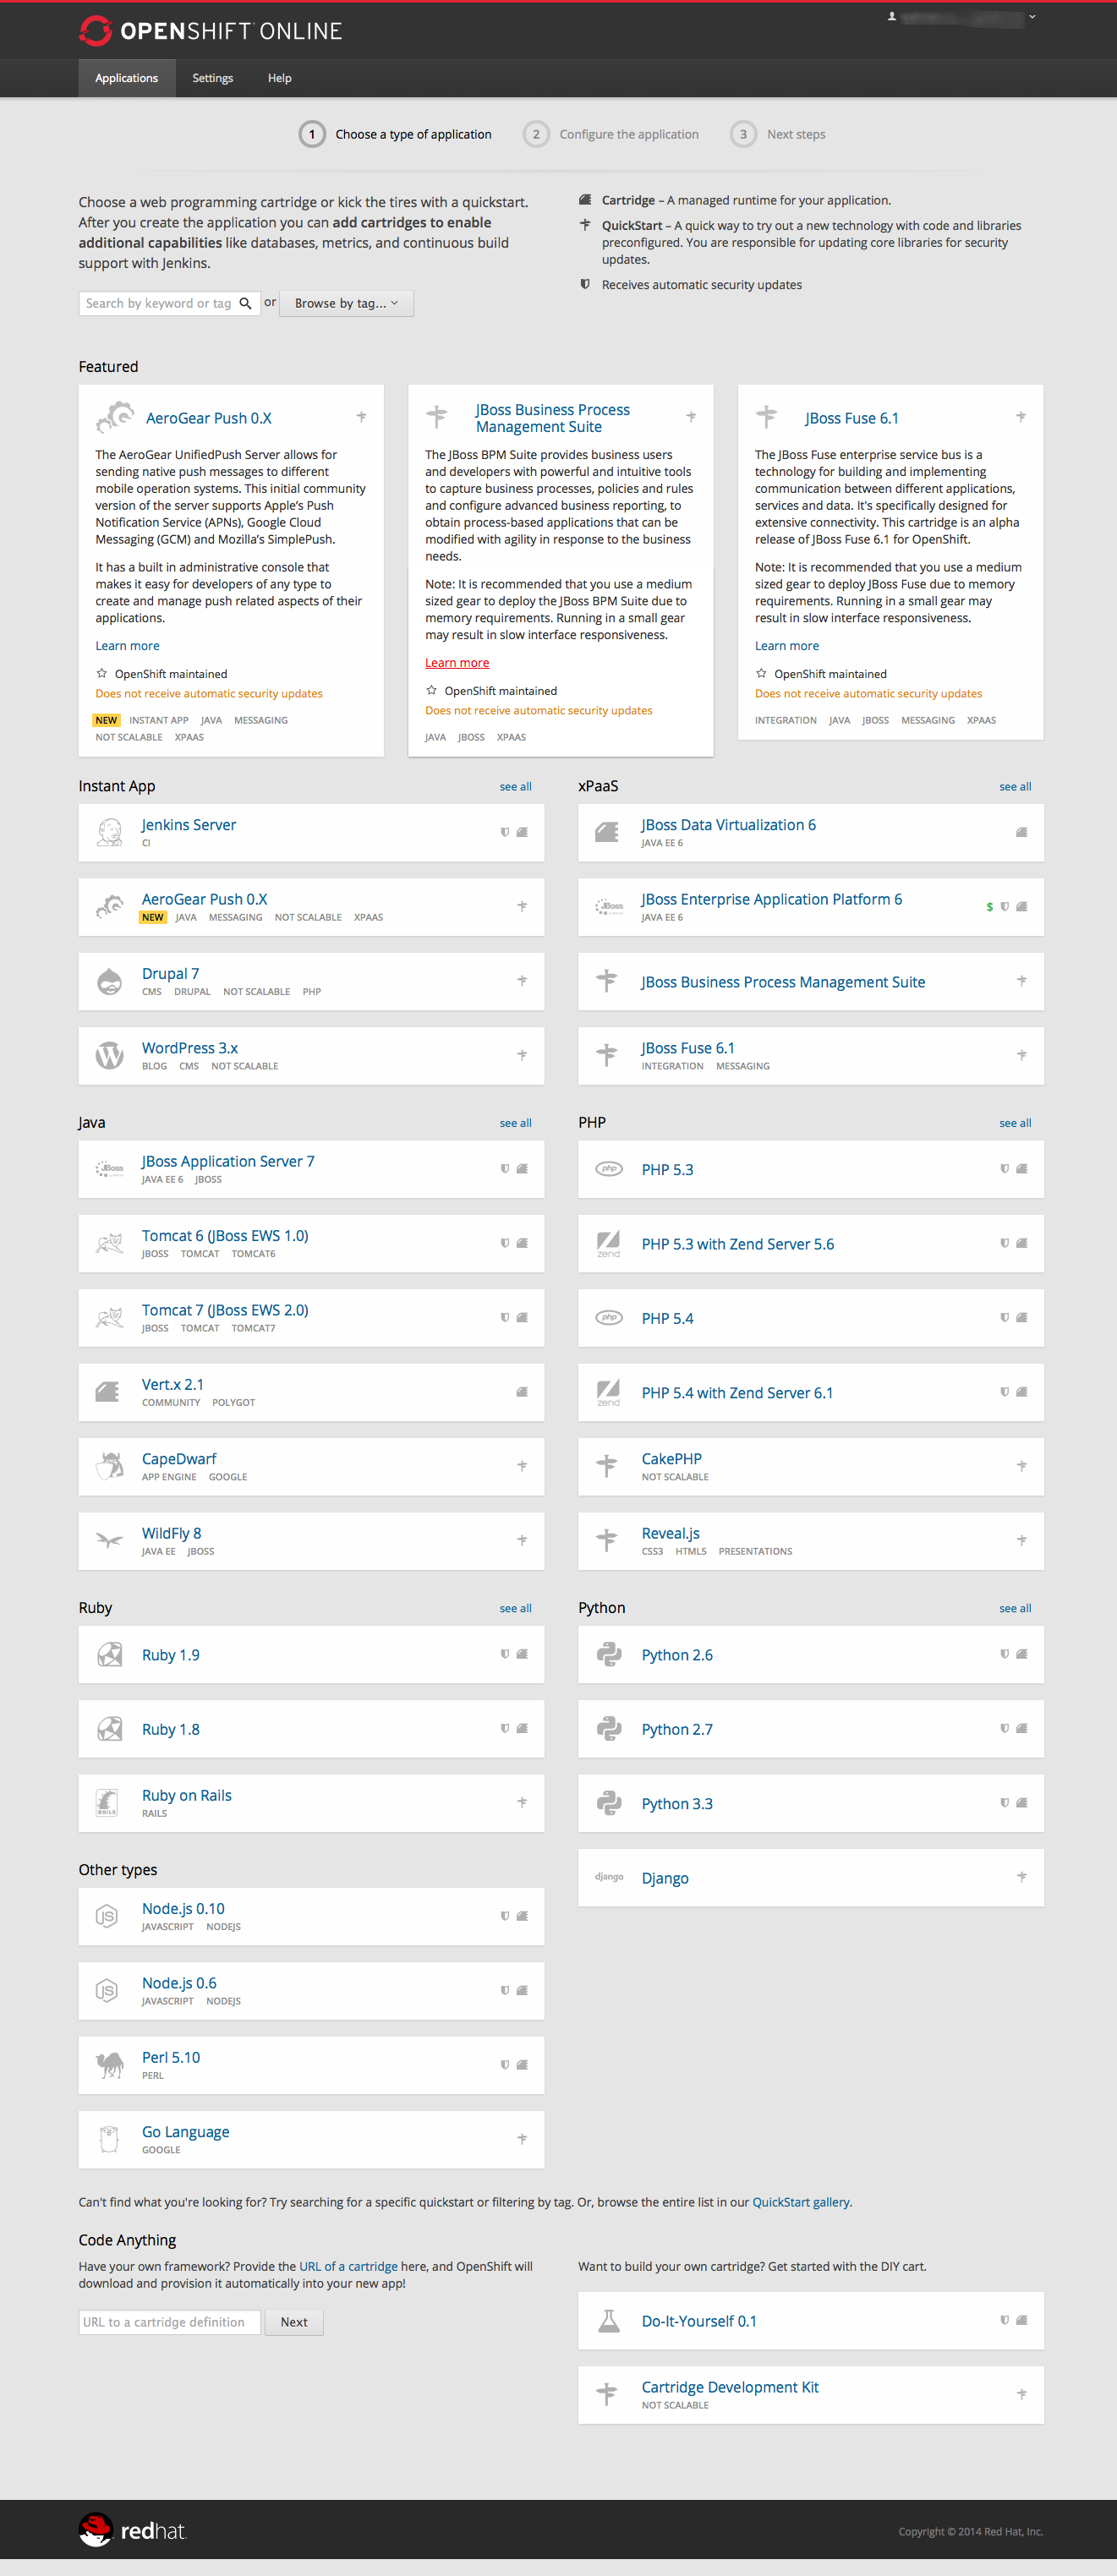 OPENSHIFT ONLINE
Applications Settings Help
1 Choose a type of application 2 Configure the application 3 Next steps
Choose a web programming cartridge or kick the tires with a quickstart.
After you create the application you can add cartridges to enable
additional capabilities like databases, metrics, and continuous build
support with Jenkins.
Search by keyword or tag or Browse by tag...
Cartridge – A managed runtime for your application.
QuickStart – A quick way to try out a new technology with code and libraries
preconfigured. You are responsible for updating core libraries for security
updates.
Receives automatic security updates
Featured
AeroGear Push 0.X
The AeroGear UnifiedPush Server allows for
sending native push messages to different
mobile operation systems. This initial community
version of the server supports Apple's Push
Notification Service (APNs), Google Cloud
Messaging (GCM) and Mozilla's SimplePush.
It has a built in administrative console that
makes it easy for developers of any type to
create and manage push related aspects of their
applications.
Learn more
OpenShift maintained
Does not receive automatic security updates
NEW INSTANT APP JAVA MESSAGING
NOT SCALABLE XPAAS
JBoss Business Process
Management Suite
The JBoss BPM Suite provides business users
and developers with powerful and intuitive tools
to capture business processes, policies and rules
and configure advanced business reporting, to
obtain process-based applications that can be
modified with agility in response to the business
needs.
Note: It is recommended that you use a medium
sized gear to deploy the JBoss BPM Suite due to
memory requirements. Running in a small gear
may result in slow interface responsiveness.
Learn more
OpenShift maintained
Does not receive automatic security updates
JAVA JBOSS XPAAS
JBoss Fuse 6.1
The JBoss Fuse enterprise service bus is a
technology for building and implementing
communication between different applications,
services and data. It's specifically designed for
extensive connectivity. This cartridge is an alpha
release of JBoss Fuse 6.1 for OpenShift.
Note: It is recommended that you use a medium
sized gear to deploy JBoss Fuse due to memory
requirements. Running in a small gear may
result in slow interface responsiveness.
Learn more
OpenShift maintained
Does not receive automatic security updates
INTEGRATION JAVA JBOSS MESSAGING XPAAS
Instant App see all
Jenkins Server
CI
AeroGear Push 0.X
NEW JAVA MESSAGING NOT SCALABLE XPAAS
Drupal 7
CMS DRUPAL NOT SCALABLE PHP
WordPress 3.x
BLOG CMS NOT SCALABLE
xPaaS see all
JBoss Data Virtualization 6
JAVA EE 6
JBoss
JBoss Enterprise Application Platform 6
JAVA EE 6
$
JBoss Business Process Management Suite
JBoss Fuse 6.1
INTEGRATION MESSAGING
Java see all
JBoss
JBoss Application Server 7
JAVA EE 6 JBOSS
Tomcat 6 (JBoss EWS 1.0)
JBOSS TOMCAT TOMCAT6
Tomcat 7 (JBoss EWS 2.0)
JBOSS TOMCAT TOMCAT7
Vert.x 2.1
COMMUNITY POLYGOT
CapeDwarf
APP ENGINE GOOGLE
WildFly 8
JAVA EE JBOSS
PHP see all
php PHP 5.3
zend PHP 5.3 with Zend Server 5.6
php PHP 5.4
zend PHP 5.4 with Zend Server 6.1
CakePHP
NOT SCALABLE
Reveal.js
CSS3 HTML5 PRESENTATIONS
Ruby see all
Ruby 1.9
Ruby 1.8
RAILS
Ruby on Rails
RAILS
Python see all
Python 2.6
Python 2.7
Python 3.3
django Django
Other types
JS
Node.js 0.10
JAVASCRIPT NODEJS
JS
Node.js 0.6
JAVASCRIPT NODEJS
Perl 5.10
PERL
Go Language
GOOGLE
Can't find what you're looking for? Try searching for a specific quickstart or filtering by tag. Or, browse the entire list in our QuickStart gallery.
Code Anything
Have your own framework? Provide the URL of a cartridge here, and OpenShift will
download and provision it automatically into your new app!
URL to a cartridge definition Next
Want to build your own cartridge? Get started with the DIY cart.
Do-It-Yourself 0.1
Cartridge Development Kit
NOT SCALABLE
redhat.
Copyright © 2014 Red Hat, Inc.